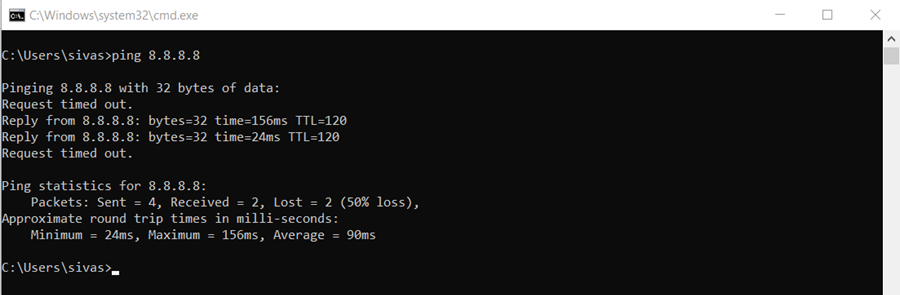 C:\Windows\system32\cmd.exe
C:\Users\sivas>ping 8.8.8.8
Pinging 8.8.8.8 with 32 bytes of data:
Request timed out.
Reply from 8.8.8.8: bytes=32 time=156ms TTL=120
Reply from 8.8.8.8: bytes=32 time=24ms TTL=120
Request timed out.
Ping statistics for 8.8.8.8:
    Packets: Sent = 4, Received = 2, Lost = 2 (50% loss),
Approximate round trip times in milli-seconds:
    Minimum = 24ms, Maximum = 156ms, Average = 90ms
C:\Users\sivas>